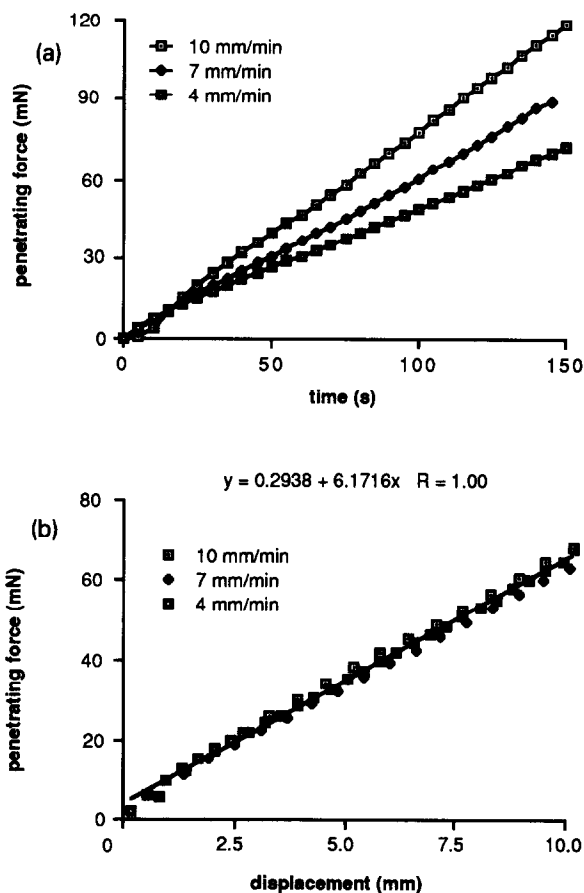 (a)
120
90
60
30
0
penetrating force (mN)
10 mm/min
7 mm/min
4 mm/min
0 50 100 150
time (s)
y = 0.2938 + 6.1716x R = 1.00
(b)
80
60
40
20
0
penetrating force (mN)
10 mm/min
7 mm/min
4 mm/min
0 2.5 5.0 7.5 10.0
displacement (mm)